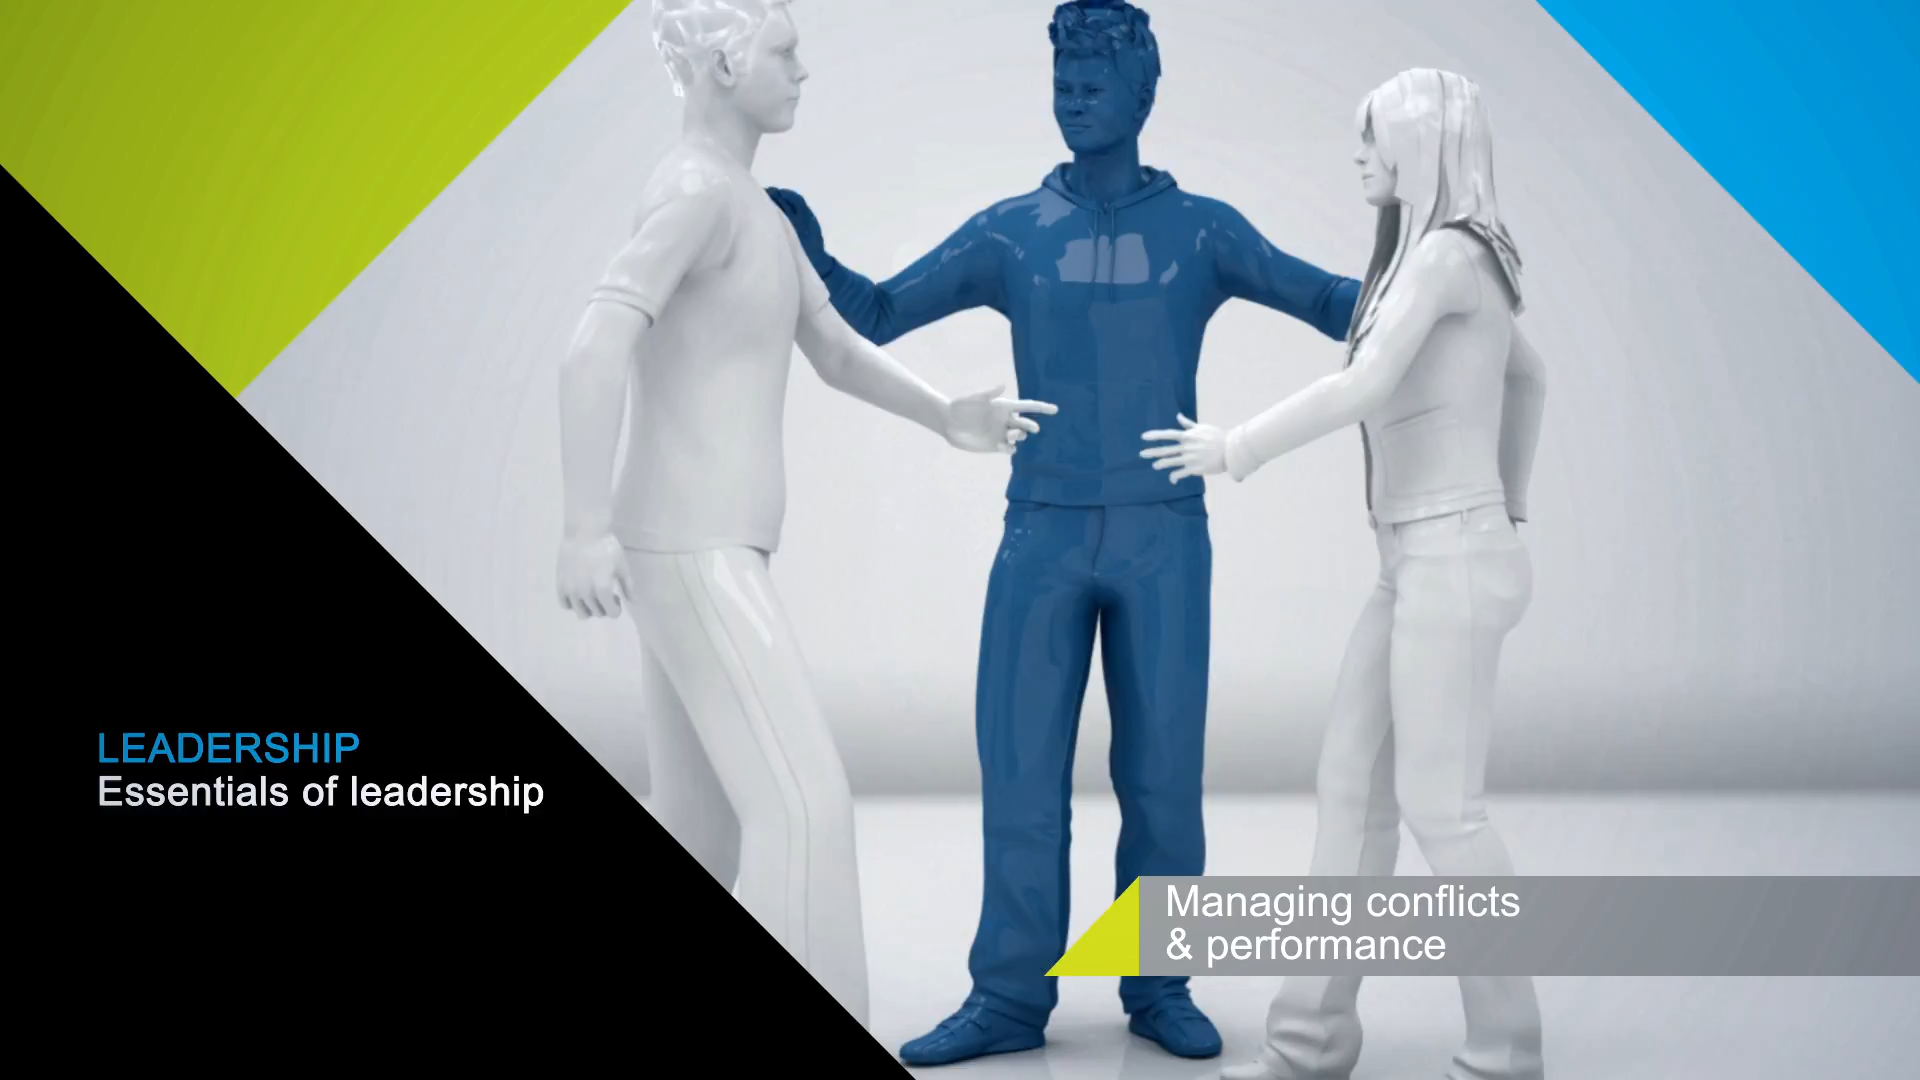 LEADERSHIP
Essentials of leadership
Managing conflicts
& performance